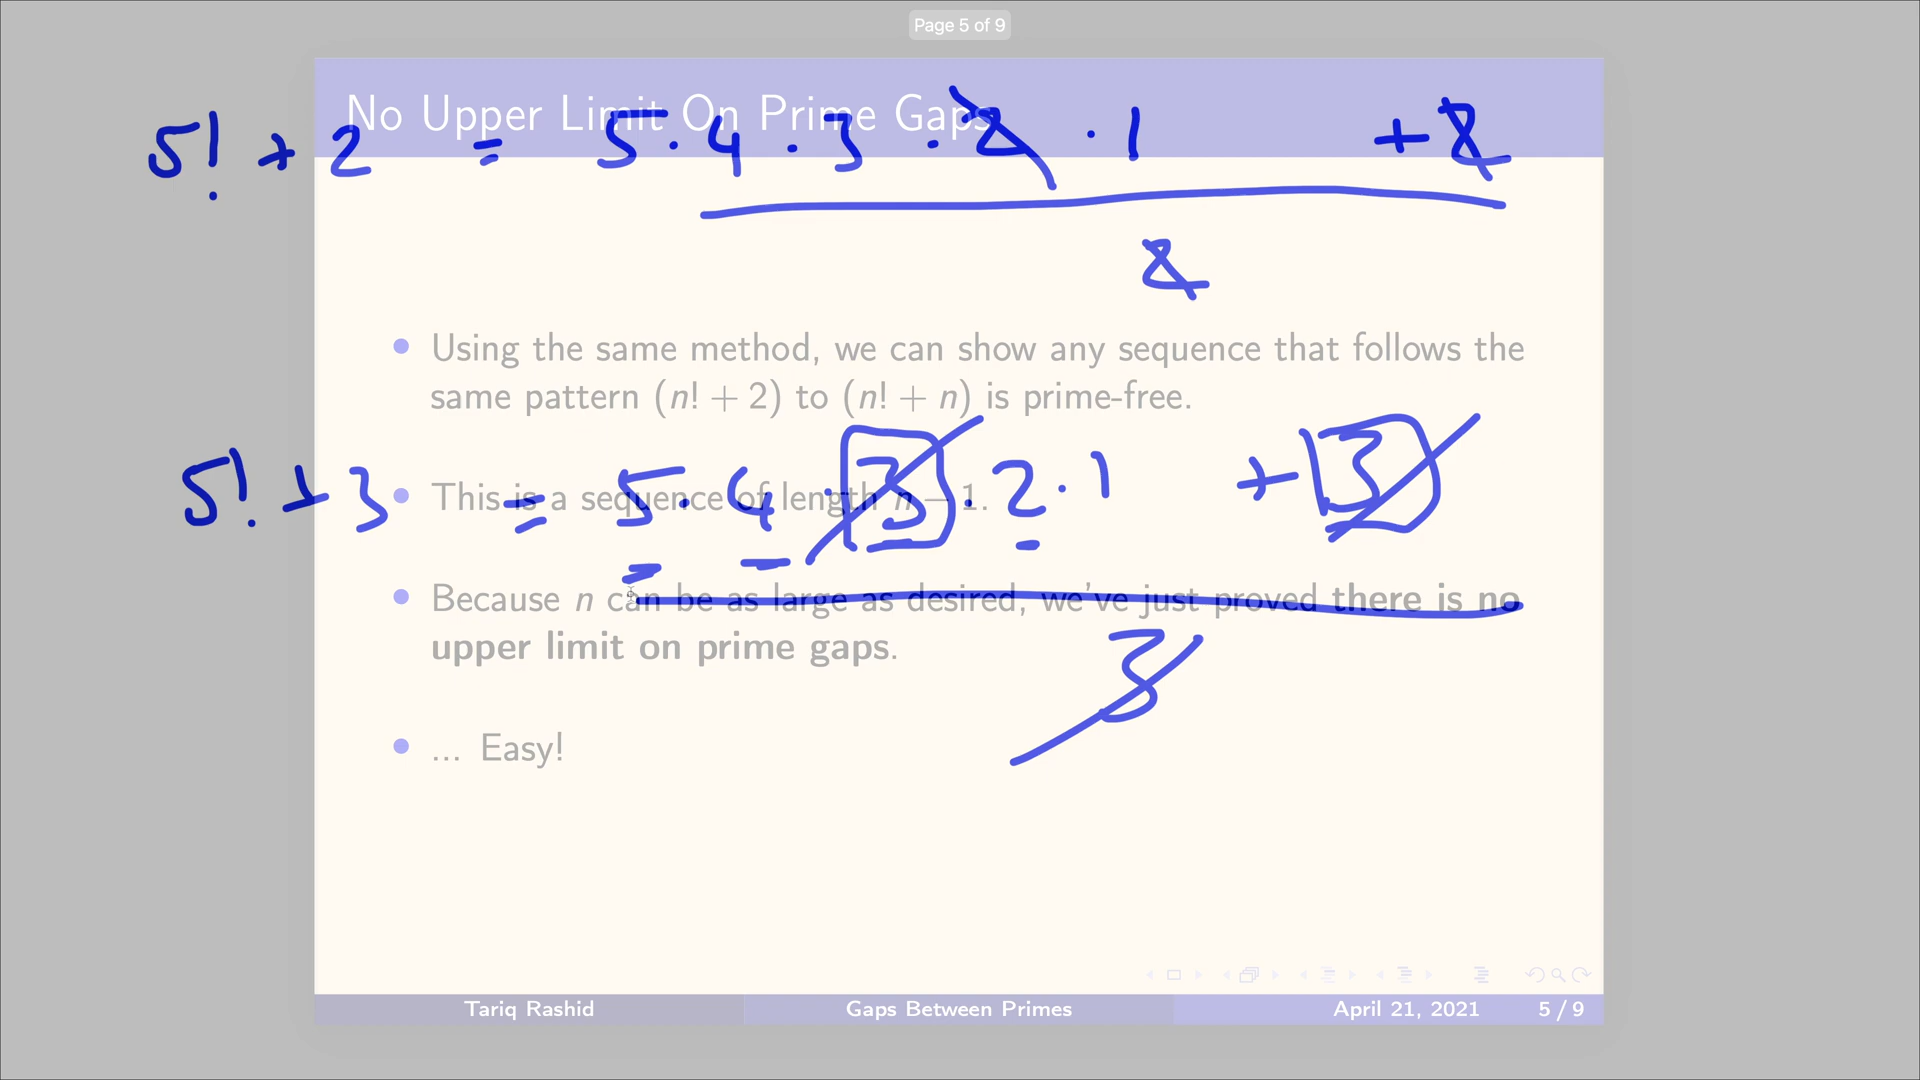 Page 5 of 9
No Upper Limit On Prime Gaps
5! + 2 = 5 · 4 · 3 · 2 · 1 + 2
2
• Using the same method, we can show any sequence that follows the
same pattern (n! + 2) to (n! + n) is prime-free.
5! + 3 = 5 · 4 · 3 · 2 · 1 + 3
• This is a sequence of length n − 1.
• Because n can be as large as desired, we've just proved there is no
upper limit on prime gaps.
3
• ... Easy!
Tariq Rashid Gaps Between Primes April 21, 2021 5 / 9